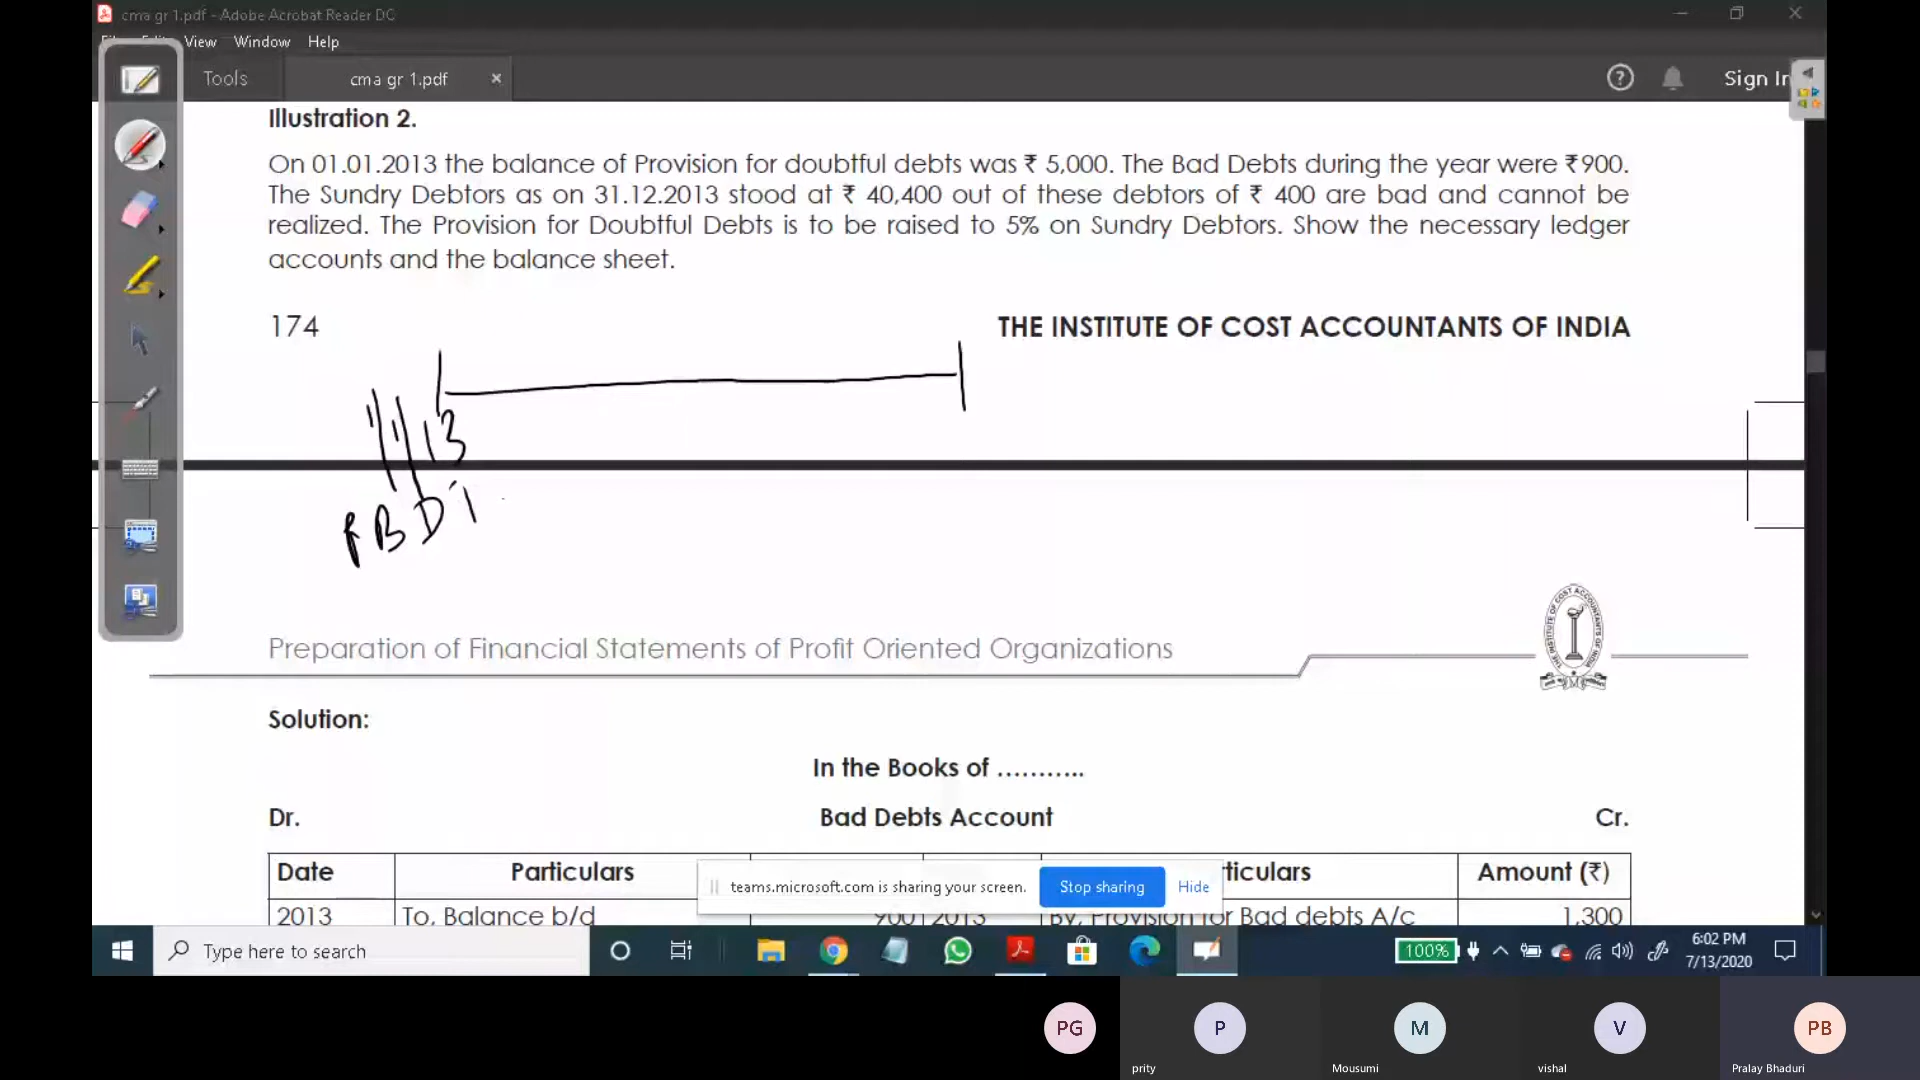 cma gr 1.pdf - Adobe Acrobat Reader DC
View Window Help
Tools
cma gr 1.pdf
Sign In
Illustration 2.
On 01.01.2013 the balance of Provision for doubtful debts was ₹ 5,000. The Bad Debts during the year were ₹900.
The Sundry Debtors as on 31.12.2013 stood at ₹ 40,400 out of these debtors of ₹ 400 are bad and cannot be
realized. The Provision for Doubtful Debts is to be raised to 5% on Sundry Debtors. Show the necessary ledger
accounts and the balance sheet.
174
THE INSTITUTE OF COST ACCOUNTANTS OF INDIA
1/1/13
PBD
Preparation of Financial Statements of Profit Oriented Organizations
Solution:
In the Books of ...........
Dr. Bad Debts Account Cr.
Date Particulars ticulars Amount (₹)
teams.microsoft.com is sharing your screen. Stop sharing Hide
2013 To, Balance b/d 900 2013 By, Provision for Bad debts A/c 1,300
Type here to search
100%
6:02 PM
7/13/2020
PG
P
M
V
PB
prity
Mousumi
vishal
Pralay Bhaduri